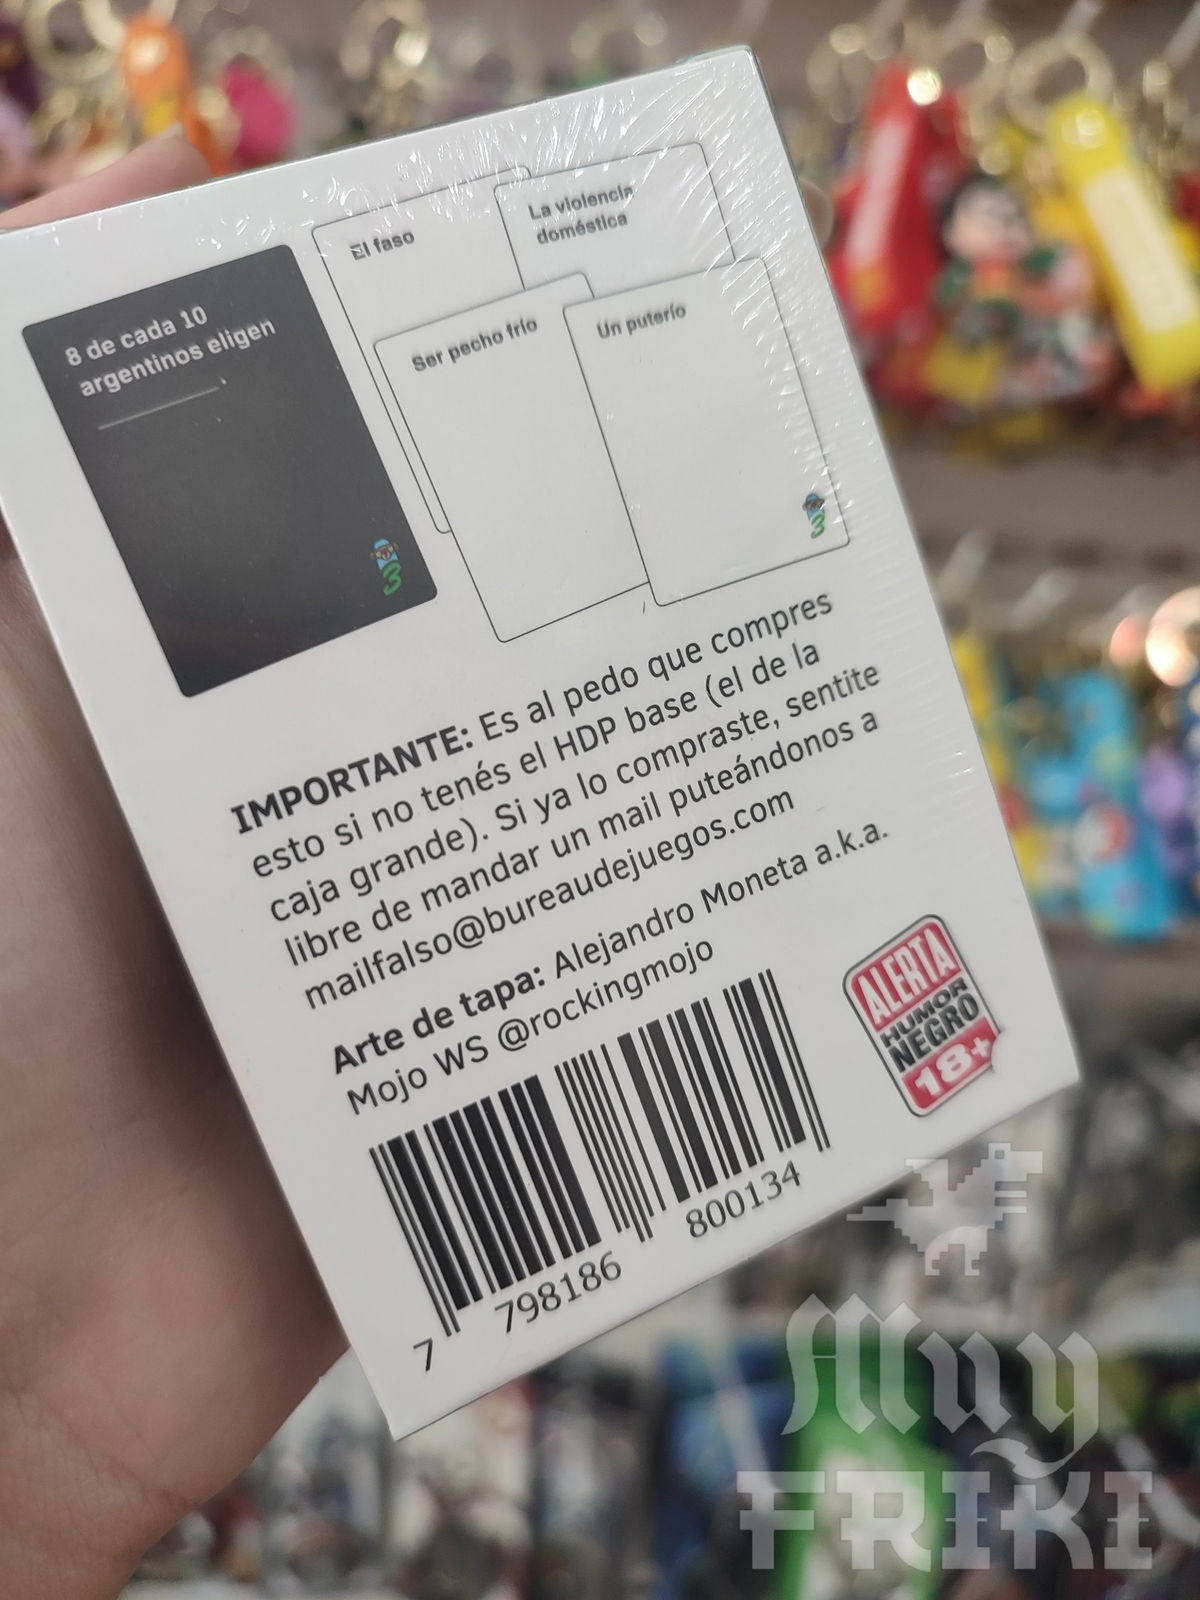 8 de cada 10
argentinos eligen
El faso
La violencia
doméstica
Ser pecho frío
Un puterío
3
3
IMPORTANTE: Es al pedo que compres
esto si no tenés el HDP base (el de la
caja grande). Si ya lo compraste, sentite
libre de mandar un mail puteándonos a
mailfalso@bureaudejuegos.com
Arte de tapa: Alejandro Moneta a.k.a.
Mojo WS @rockingmojo
ALERTA
HUMOR
NEGRO
18+
7 798186 800134
Muy
FRIKI